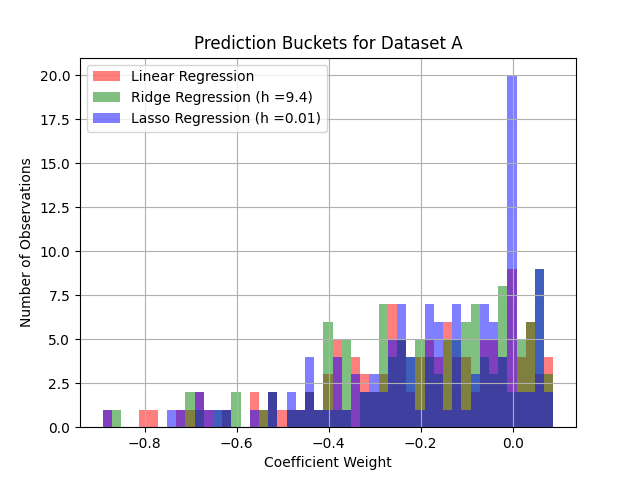 Prediction Buckets for Dataset A
Linear Regression
Ridge Regression (h =9.4)
Lasso Regression (h =0.01)
Number of Observations
20.0
17.5
15.0
12.5
10.0
7.5
5.0
2.5
0.0
−0.8
−0.6
−0.4
−0.2
0.0
Coefficient Weight